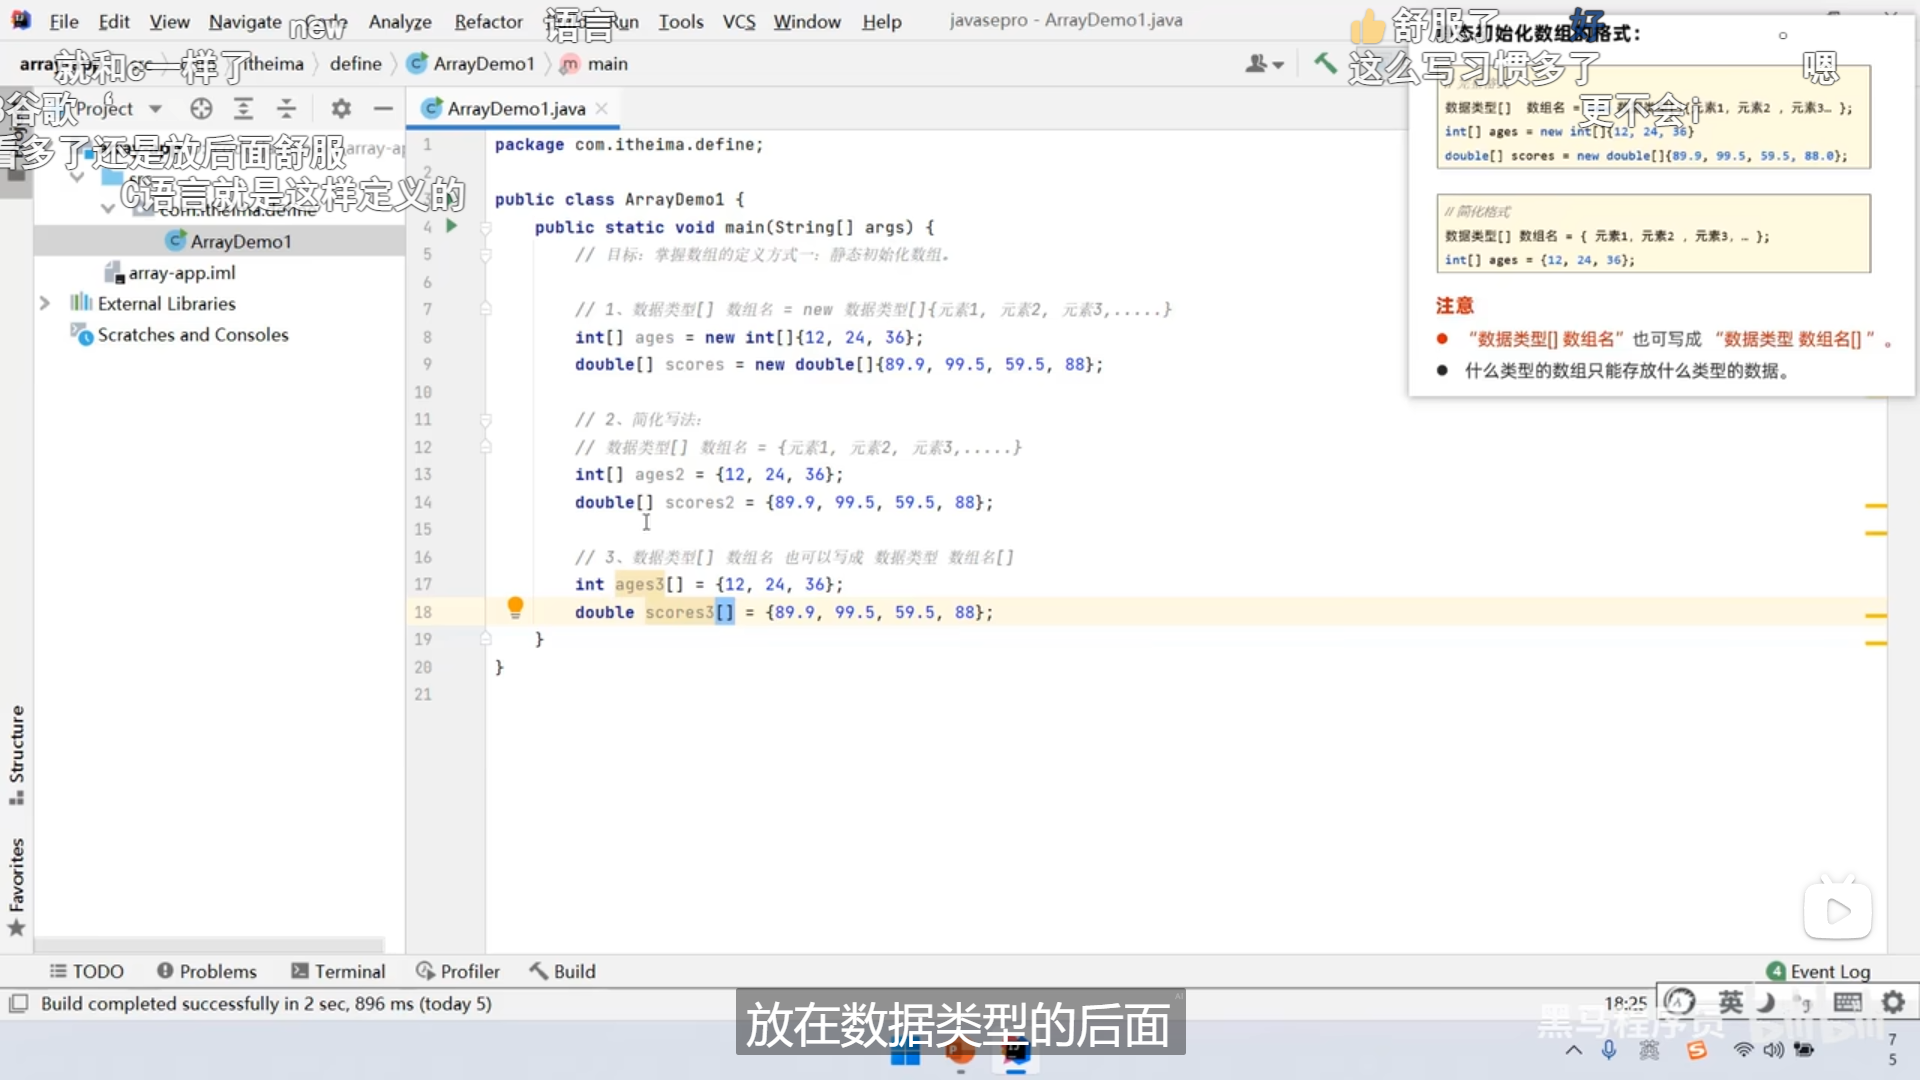 File Edit View Navigate Code Analyze Refactor Build Run Tools VCS Window Help javasepro - ArrayDemo1.java
new
语言
舒服了
好
就和c一样了
这么写习惯多了
嗯
谷歌
更不会i
看多了还是放后面舒服
C语言就是这样定义的
itheima define ArrayDemo1 main
Project
ArrayDemo1.java
com.itheima.define
ArrayDemo1
array-app.iml
External Libraries
Scratches and Consoles
Structure
Favorites
1 package com.itheima.define;
2
public class ArrayDemo1 {
4 public static void main(String[] args) {
5 // 目标：掌握数组的定义方式一：静态初始化数组。
6
7 // 1、数据类型[] 数组名 = new 数据类型[]{元素1, 元素2, 元素3,.....}
8 int[] ages = new int[]{12, 24, 36};
9 double[] scores = new double[]{89.9, 99.5, 59.5, 88};
10
11 // 2、简化写法：
12 // 数据类型[] 数组名 = {元素1, 元素2, 元素3,.....}
13 int[] ages2 = {12, 24, 36};
14 double[] scores2 = {89.9, 99.5, 59.5, 88};
15
16 // 3、数据类型[] 数组名 也可以写成 数据类型 数组名[]
17 int ages3[] = {12, 24, 36};
18 double scores3[] = {89.9, 99.5, 59.5, 88};
19 }
20 }
21
初始化数组的格式：
数据类型[] 数组名 = 元素1，元素2 ，元素3… };
int[] ages = new int[]{12, 24, 36}
double[] scores = new double[]{89.9, 99.5, 59.5, 88.0};
//简化格式
数据类型[] 数组名 = { 元素1，元素2 ，元素3，… };
int[] ages = {12, 24, 36};
注意
“数据类型[] 数组名”也可写成 “数据类型 数组名[] ” 。
什么类型的数组只能存放什么类型的数据。
TODO Problems Terminal Profiler Build 4 Event Log
Build completed successfully in 2 sec, 896 ms (today 5)
18:25
英
放在数据类型的后面
黑马程序员
bilibili
英
7
5